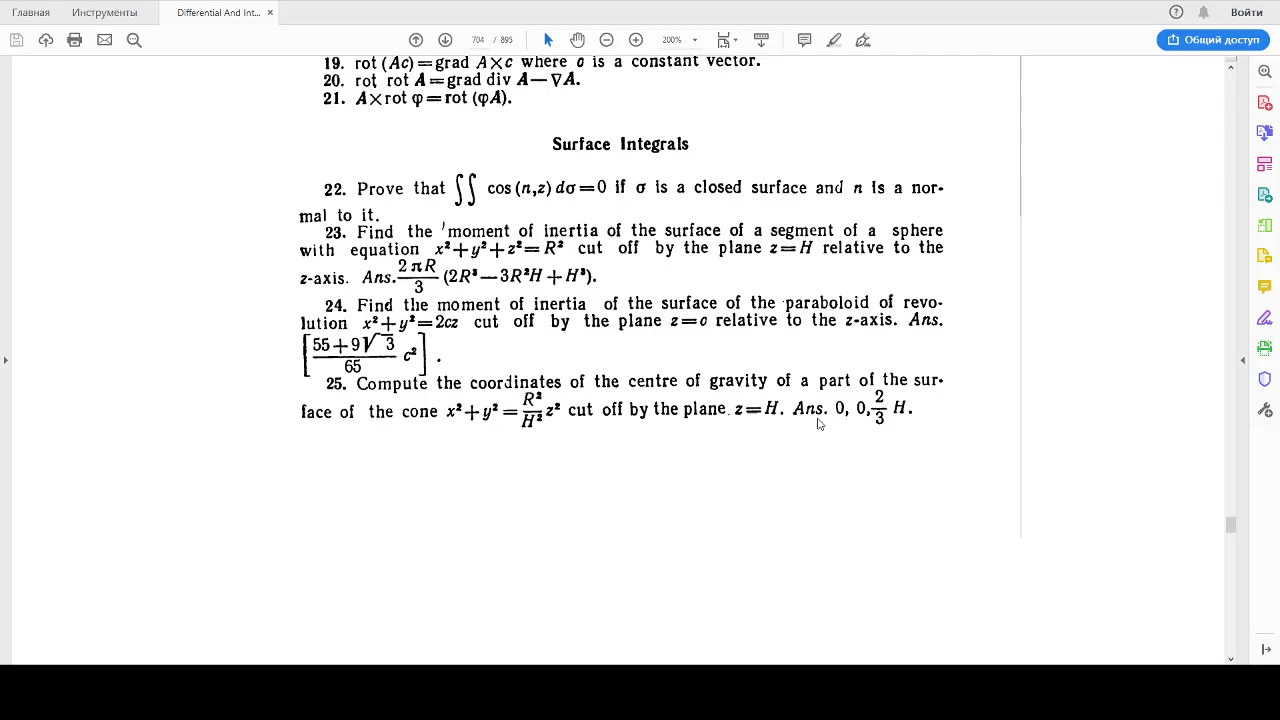 Главная Инструменты Differential And Int... × Войти
704 / 895 200% Общий доступ
19. rot (Ac)=grad A×c where c is a constant vector.
20. rot rot A=grad div A—∇A.
21. A×rot φ=rot (φA).
Surface Integrals
22. Prove that ∫∫ cos (n,z) dσ=0 if σ is a closed surface and n is a nor-
mal to it.
23. Find the moment of inertia of the surface of a segment of a sphere
with equation x²+y²+z²=R² cut off by the plane z=H relative to the
z-axis. Ans. 2πR/3 (2R³—3R²H+H³).
24. Find the moment of inertia of the surface of the paraboloid of revo-
lution x²+y²=2cz cut off by the plane z=c relative to the z-axis. Ans.
[55+9√3/65 c²].
25. Compute the coordinates of the centre of gravity of a part of the sur-
face of the cone x²+y²=R²/H² z² cut off by the plane z=H. Ans. 0, 0, 2/3 H.